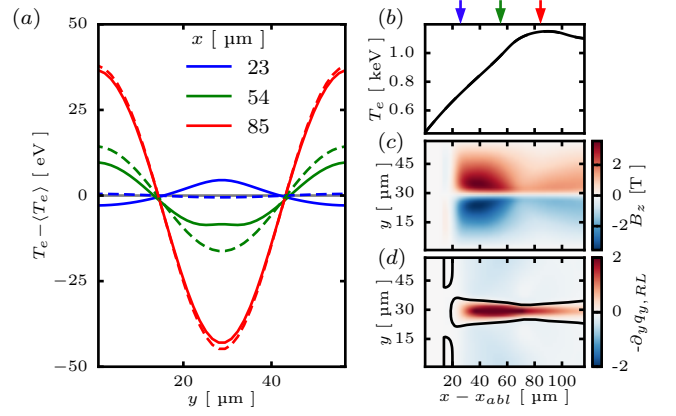 (a)
x [ µm]
23
54
85
50
25
0
−25
−50
T_e−⟨T_e⟩ [ eV]
20
40
y [ µm]
(b)
1.0
0.8
0.6
T_e [ keV]
(c)
45
30
15
y [ µm]
2
0
−2
B_z [T ]
(d)
45
30
15
y [ µm]
20 40 60 80 100
x − x_{abl} [ µm]
2
0
−2
-∂_y q_{y,RL}